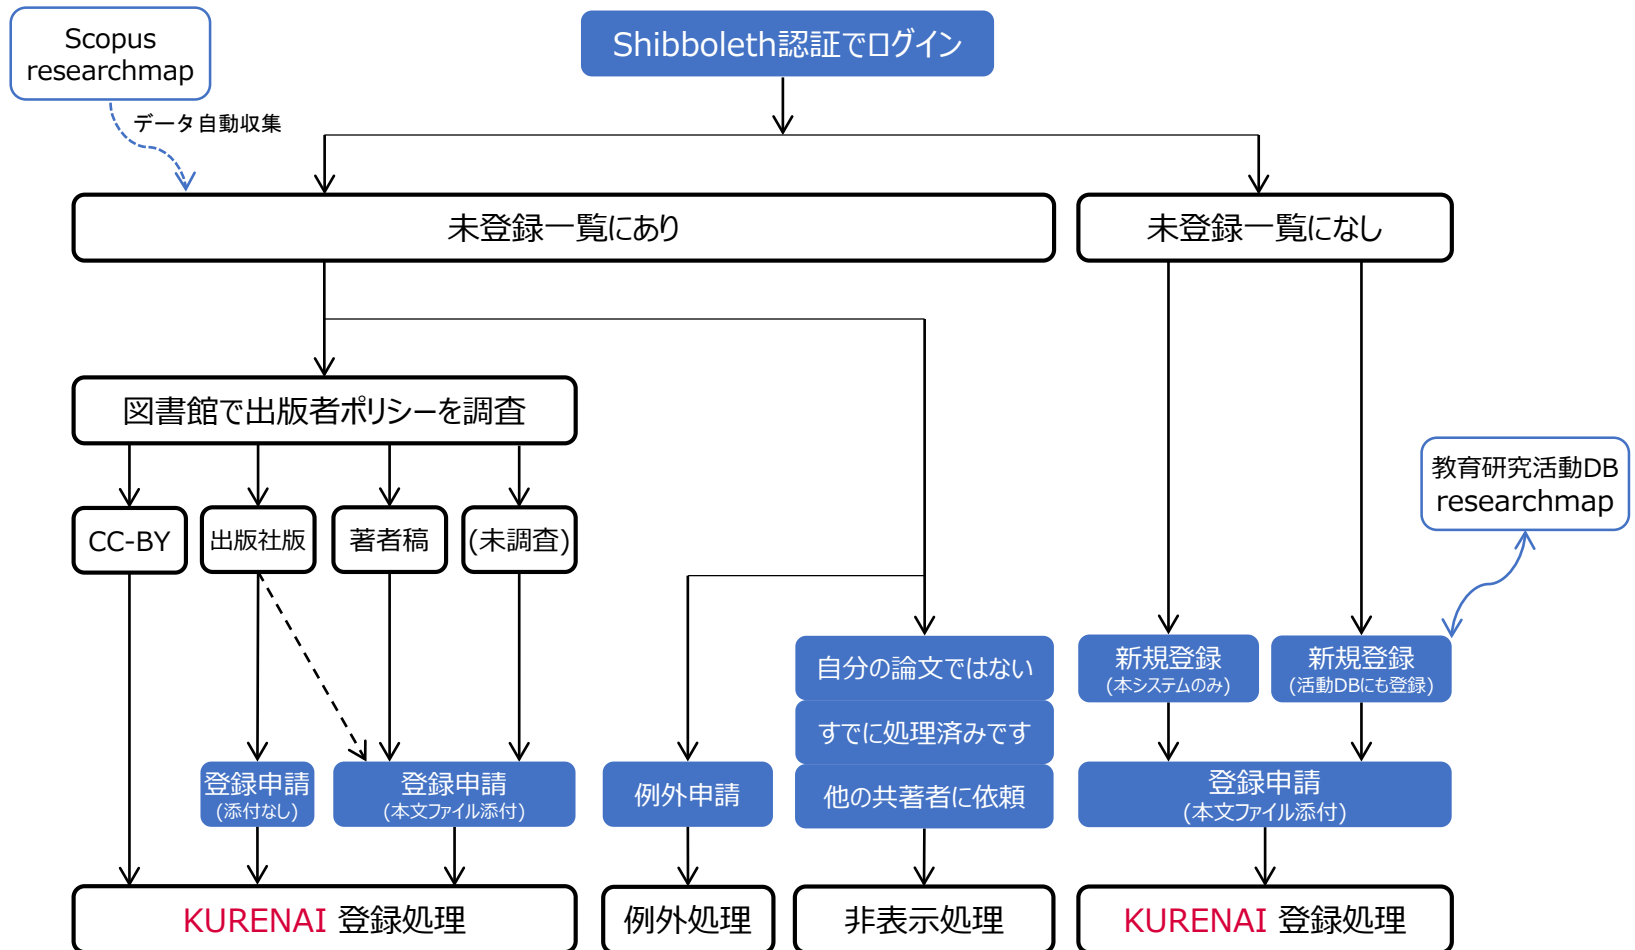 Scopus
researchmap
Shibboleth認証でログイン
データ自動収集
未登録一覧にあり
未登録一覧になし
図書館で出版者ポリシーを調査
教育研究活動DB
researchmap
CC-BY
出版社版
著者稿
(未調査)
自分の論文ではない
すでに処理済みです
他の共著者に依頼
新規登録
(本システムのみ)
新規登録
(活動DBにも登録)
登録申請
(添付なし)
登録申請
(本文ファイル添付)
例外申請
登録申請
(本文ファイル添付)
KURENAI 登録処理
例外処理
非表示処理
KURENAI 登録処理